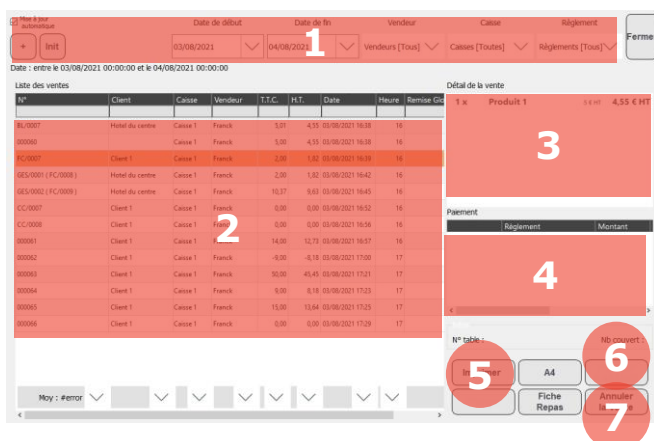 Mise à jour automatique
Date de début Date de fin Vendeur Caisse Règlement
+ Init 03/08/2021 04/08/2021 Vendeurs [Tous] Caisses [Toutes] Réglements [Tous] Ferme
1
Date : entre le 03/08/2021 00:00:00 et le 04/08/2021 00:00:00
Liste des ventes
N° Client Caisse Vendeur T.T.C. H.T. Date Heure Remise Glo
BL/0007 Hotel du centre Caisse 1 Franck 5,01 4,55 03/08/2021 16:38 16
000060 Caisse 1 Franck 5,00 4,55 03/08/2021 16:38 16
FC/0007 Client 1 Caisse 1 Franck 2,00 1,82 03/08/2021 16:39 16
GES/0001 ( FC/0008 ) Hotel du centre Caisse 1 Franck 2,00 1,82 03/08/2021 16:42 16
GES/0002 ( FC/0009 ) Hotel du centre Caisse 1 Franck 10,37 9,63 03/08/2021 16:45 16
CC/0007 Client 1 Caisse 1 Franck 0,00 0,00 03/08/2021 16:52 16
CC/0008 Client 1 Caisse 1 Franck 0,00 0,00 03/08/2021 16:56 16
000061 Client 1 Caisse 1 Franck 14,00 12,73 03/08/2021 16:57 16
000062 Client 1 Caisse 1 Franck -9,00 -8,18 03/08/2021 17:00 17
000063 Client 1 Caisse 1 Franck 50,00 45,45 03/08/2021 17:21 17
000064 Client 1 Caisse 1 Franck 9,00 8,18 03/08/2021 17:23 17
000065 Client 1 Caisse 1 Franck 15,00 13,64 03/08/2021 17:25 17
000066 Client 1 Caisse 1 Franck 0,00 0,00 03/08/2021 17:29 17
2
Moy : #error
Détail de la vente
1 x Produit 1 5 € HT 4,55 € HT
3
Paiement
Règlement Montant
4
N° table : Nb couvert :
5
A4
6
Fiche Repas
Annuler
7